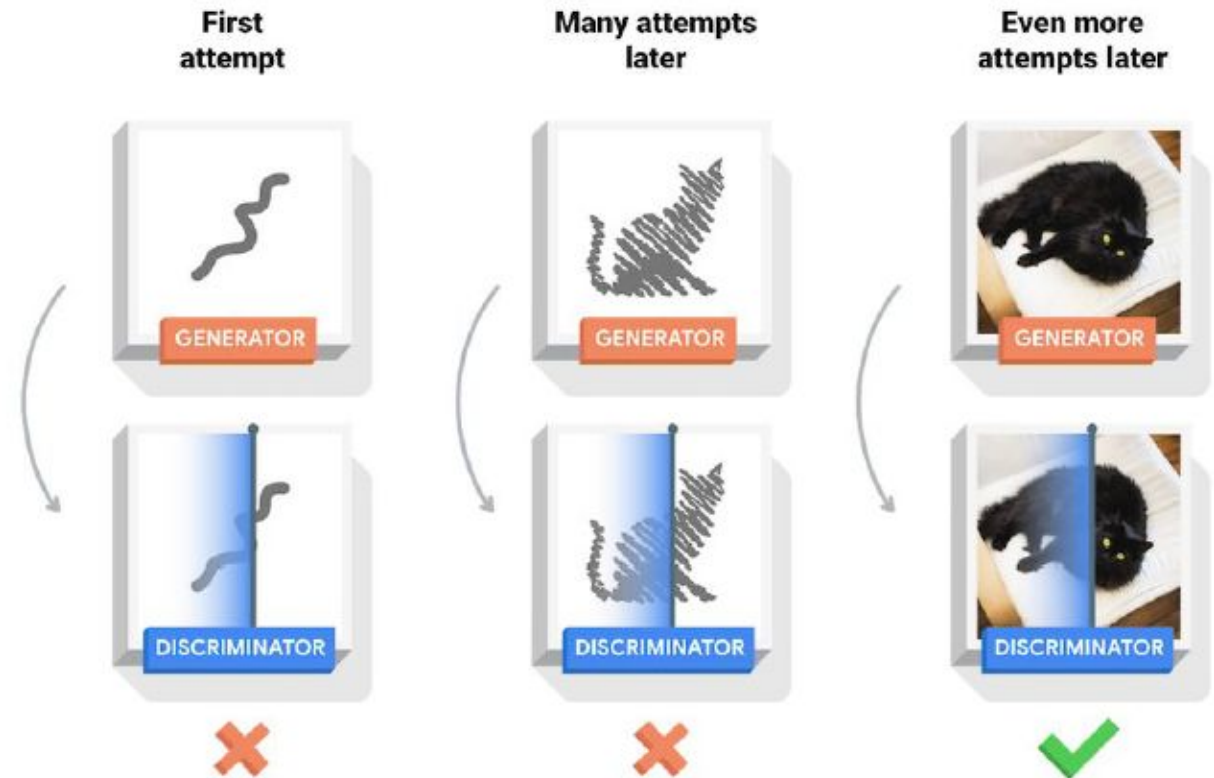 First
attempt
Many attempts
later
Even more
attempts later
GENERATOR
GENERATOR
GENERATOR
DISCRIMINATOR
DISCRIMINATOR
DISCRIMINATOR